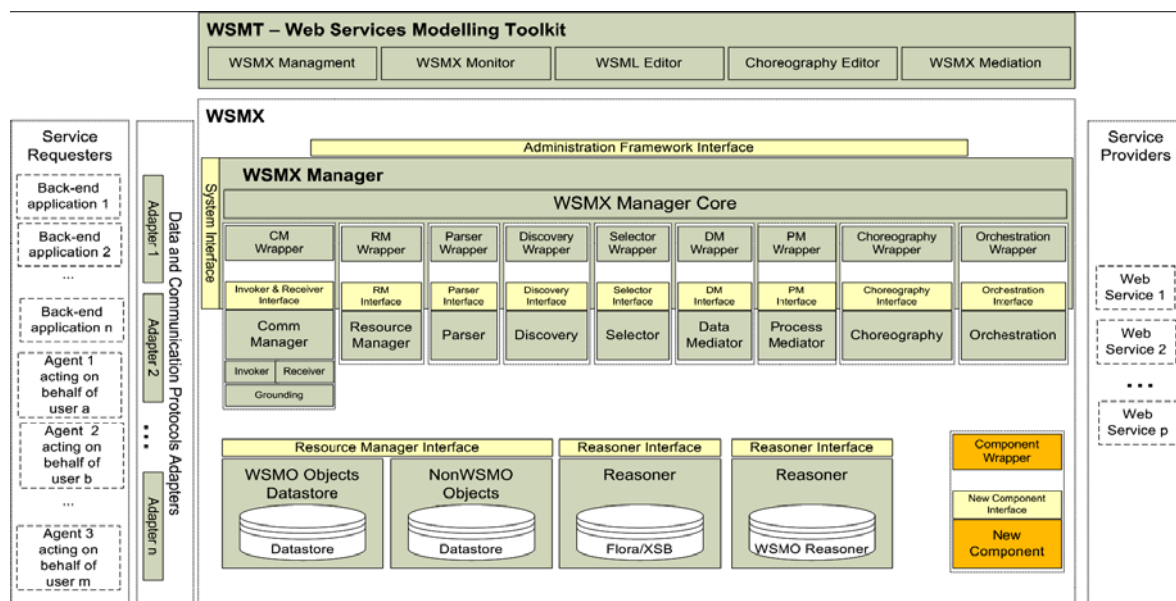 WSMT – Web Services Modelling Toolkit
WSMX Managment
WSMX Monitor
WSML Editor
Choreography Editor
WSMX Mediation
Service
Requesters
Back-end
application 1
Back-end
application 2
...
Back-end
application n
Agent 1
acting on
behalf of
user a
Agent 2
acting on
behalf of
user b
...
Agent 3
acting on
behalf of
user m
Adapter 1
Adapter 2
...
Adapter n
Data and Communication Protocols Adapters
WSMX
Administration Framework Interface
System Interface
WSMX Manager
WSMX Manager Core
CM
Wrapper
RM
Wrapper
Parser
Wrapper
Discovery
Wrapper
Selector
Wrapper
DM
Wrapper
PM
Wrapper
Choreography
Wrapper
Orchestration
Wrapper
Invoker & Receiver
Interface
RM
Interface
Parser
Interface
Discovery
Interface
Selector
Interface
DM
Interface
PM
Interface
Choreography
Interface
Orchestration
Interface
Comm
Manager
Resource
Manager
Parser
Discovery
Selector
Data
Mediator
Process
Mediator
Choreography
Orchestration
Invoker
Receiver
Grounding
Resource Manager Interface
Reasoner Interface
Reasoner Interface
WSMO Objects
Datastore
NonWSMO
Objects
Reasoner
Reasoner
Datastore
Datastore
Flora/XSB
WSMO Reasoner
Component
Wrapper
New Component
Interface
New
Component
Service
Providers
Web
Service 1
Web
Service 2
...
Web
Service p